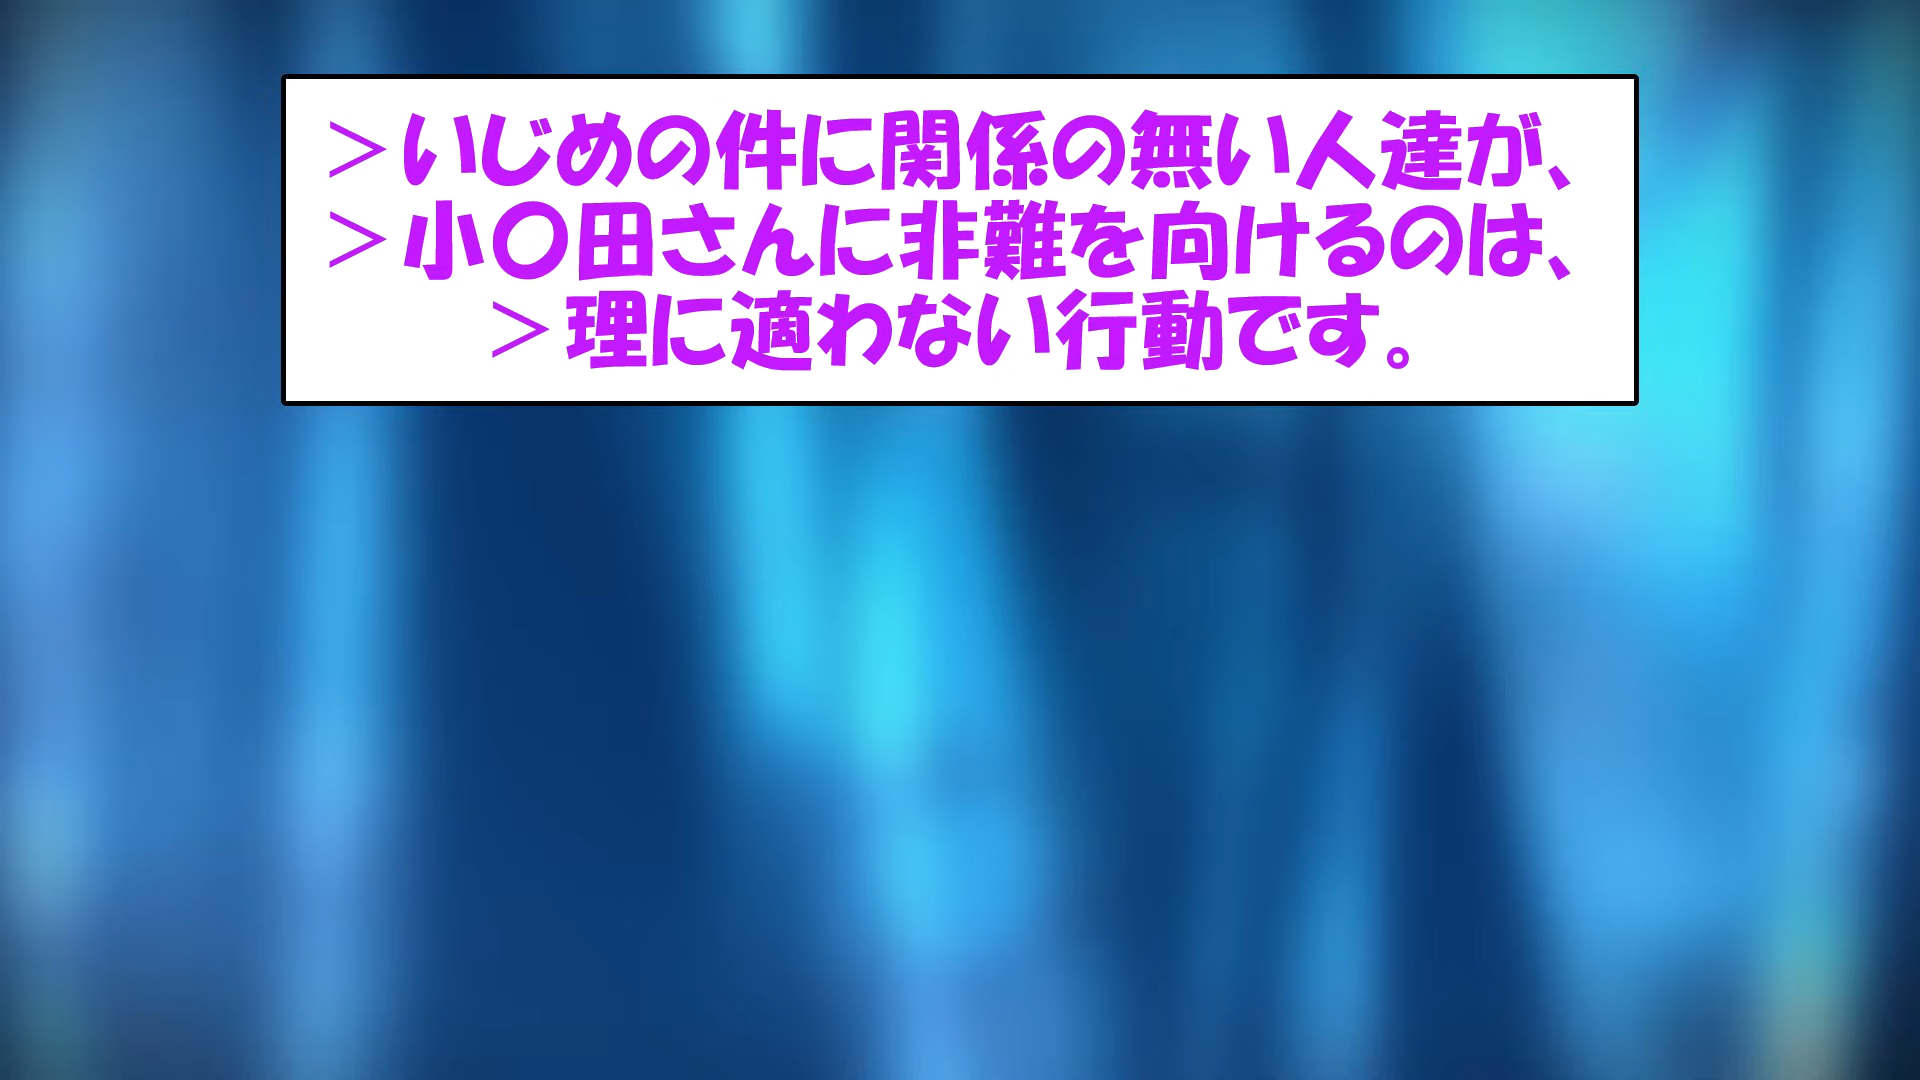 ＞いじめの件に関係の無い人達が、
＞小〇田さんに非難を向けるのは、
＞理に適わない行動です。